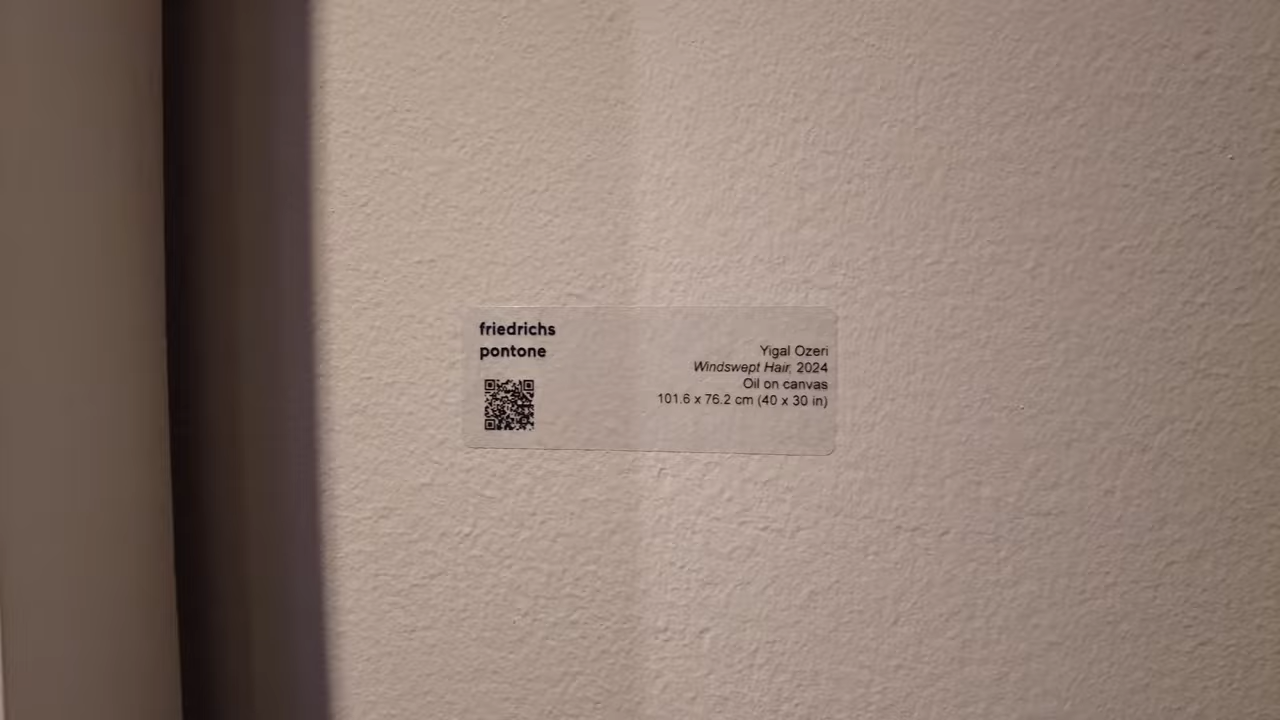 friedrichs
pontone
Yigal Ozeri
Windswept Hair, 2024
Oil on canvas
101.6 x 76.2 cm (40 x 30 in)